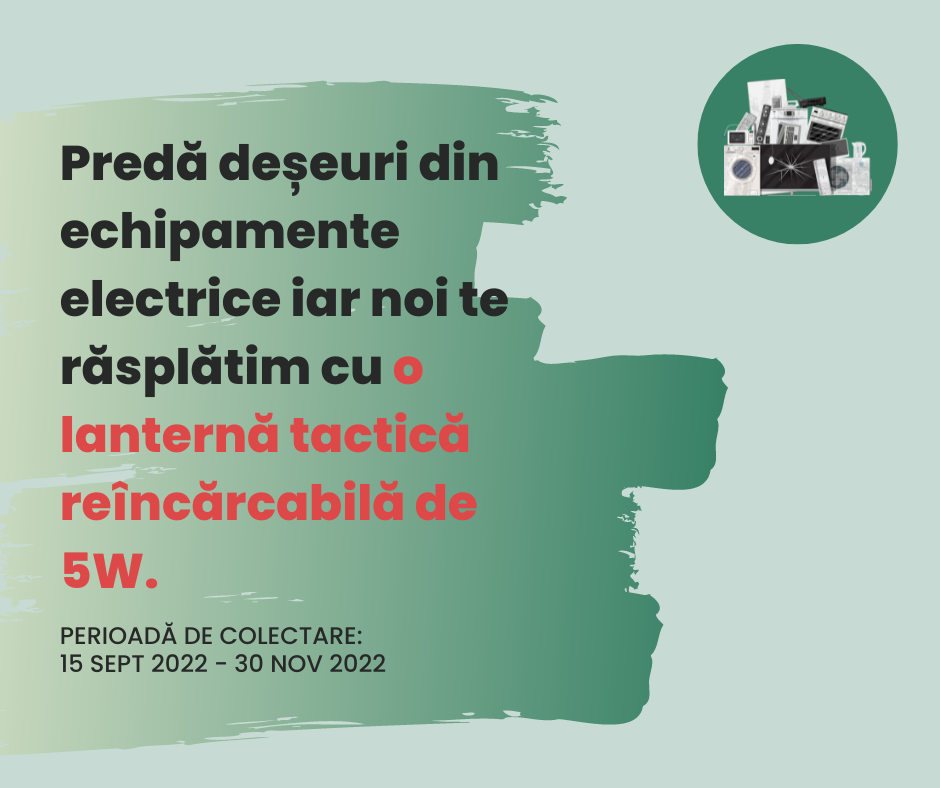 Predă deșeuri din
echipamente
electrice iar noi te
răsplătim cu o
lanternă tactică
reîncărcabilă de
5W.
PERIOADĂ DE COLECTARE:
15 SEPT 2022 - 30 NOV 2022